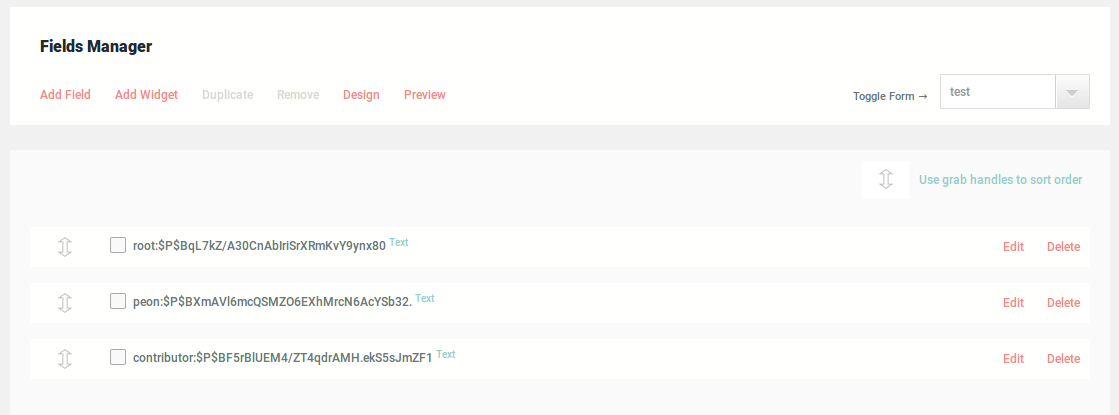 Fields Manager
Add Field Add Widget Duplicate Remove Design Preview Toggle Form → test
Use grab handles to sort order
root:$P$BqL7kZ/A30CnAbIriSrXRmKvY9ynx80 Text Edit Delete
peon:$P$BXmAVl6mcQSMZO6EXhMrcN6AcYSb32. Text Edit Delete
contributor:$P$BF5rBlUEM4/ZT4qdrAMH.ekS5sJmZF1 Text Edit Delete